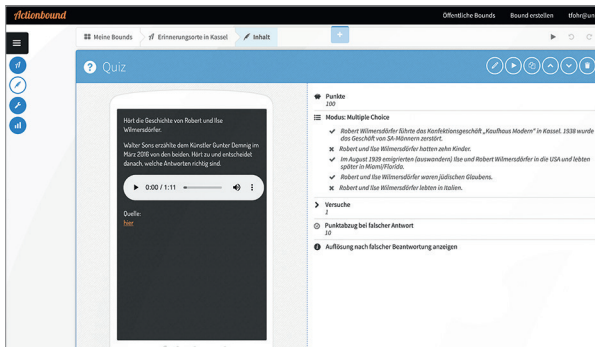 Actionbound
Öffentliche Bounds Bound erstellen tfohr@un
Meine Bounds Erinnerungsorte in Kassel Inhalt +
? Quiz
Hört die Geschichte von Robert und Ilse
Wilmersdörfer.
Walter Sons erzählte dem Künstler Gunter Demnig im
März 2016 von den beiden. Hört zu und entscheidet
danach, welche Antworten richtig sind.
0:00 / 1:11
Quelle:
hier
Punkte
100
Modus: Multiple Choice
Robert Wilmersdörfer führte das Konfektionsgeschäft „Kaufhaus Modern" in Kassel. 1938 wurde
das Geschäft von SA-Männern zerstört.
Robert und Ilse Wilmersdörfer hatten zehn Kinder.
Im August 1939 emigrierten (auswandern) Ilse und Robert Wilmersdörfer in die USA und lebten
später in Miami/Florida.
Robert und Ilse Wilmersdörfer waren jüdischen Glaubens.
Robert und Ilse Wilmersdörfer lebten in Italien.
Versuche
1
Punktabzug bei falscher Antwort
10
Auflösung nach falscher Beantwortung anzeigen